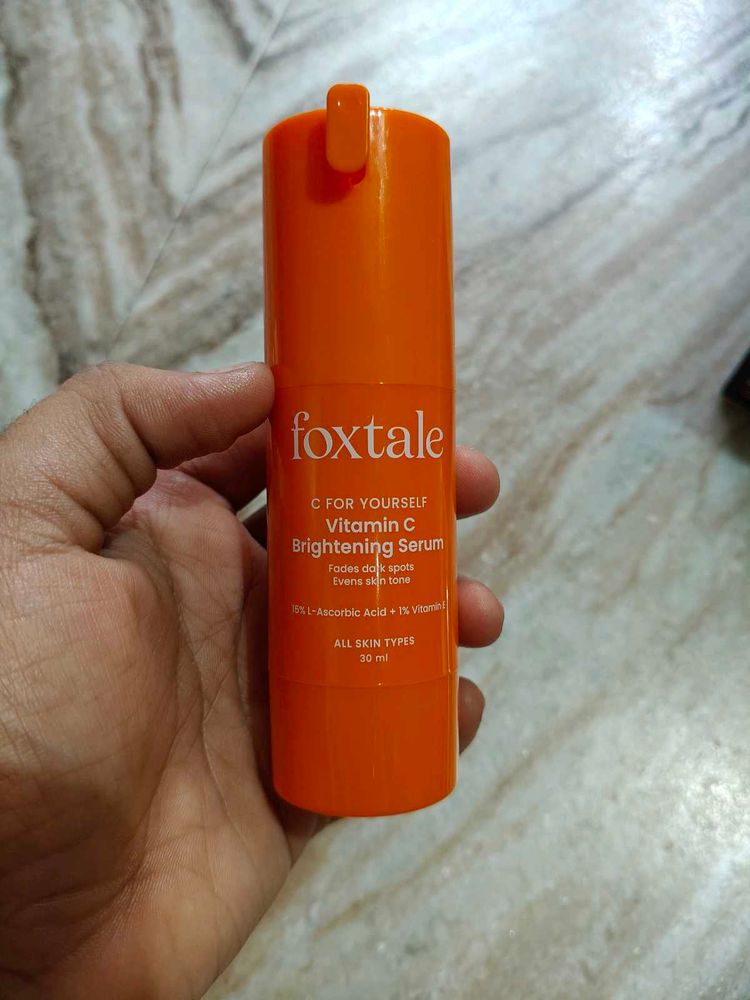 foxtale
C FOR YOURSELF
Vitamin C
Brightening Serum
Fades dark spots
Evens skin tone
15% L-Ascorbic Acid + 1% Vitamin E
ALL SKIN TYPES
30 ml